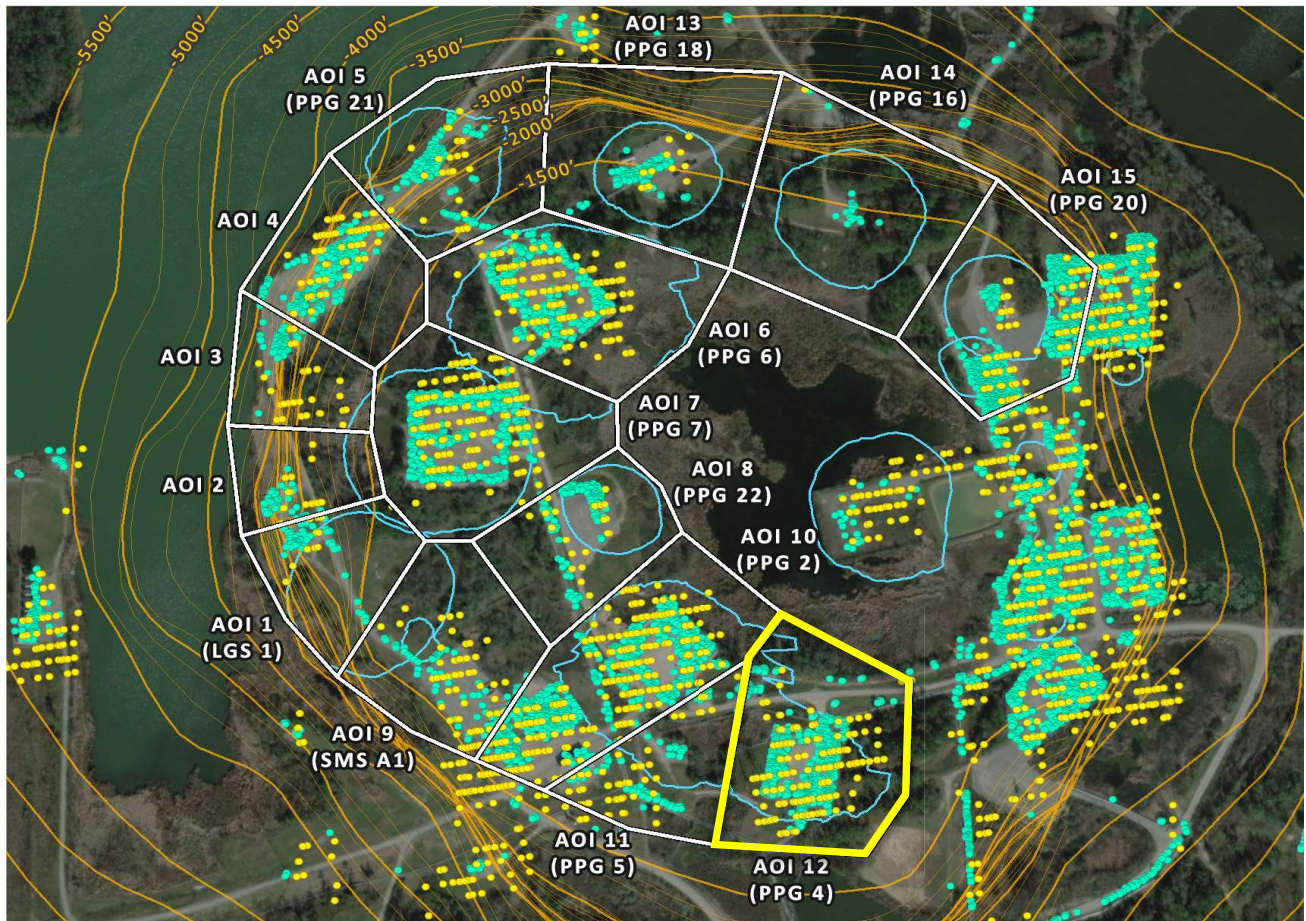 -5500'
-5000'
-4500'
-4000'
-3500'
-3000'
-2500'
-2000'
-1500'
AOI 13
(PPG 18)
AOI 5
(PPG 21)
AOI 14
(PPG 16)
AOI 15
(PPG 20)
AOI 4
AOI 3
AOI 6
(PPG 6)
AOI 7
(PPG 7)
AOI 2
AOI 8
(PPG 22)
AOI 10
(PPG 2)
AOI 1
(LGS 1)
AOI 9
(SMS A1)
AOI 11
(PPG 5)
AOI 12
(PPG 4)